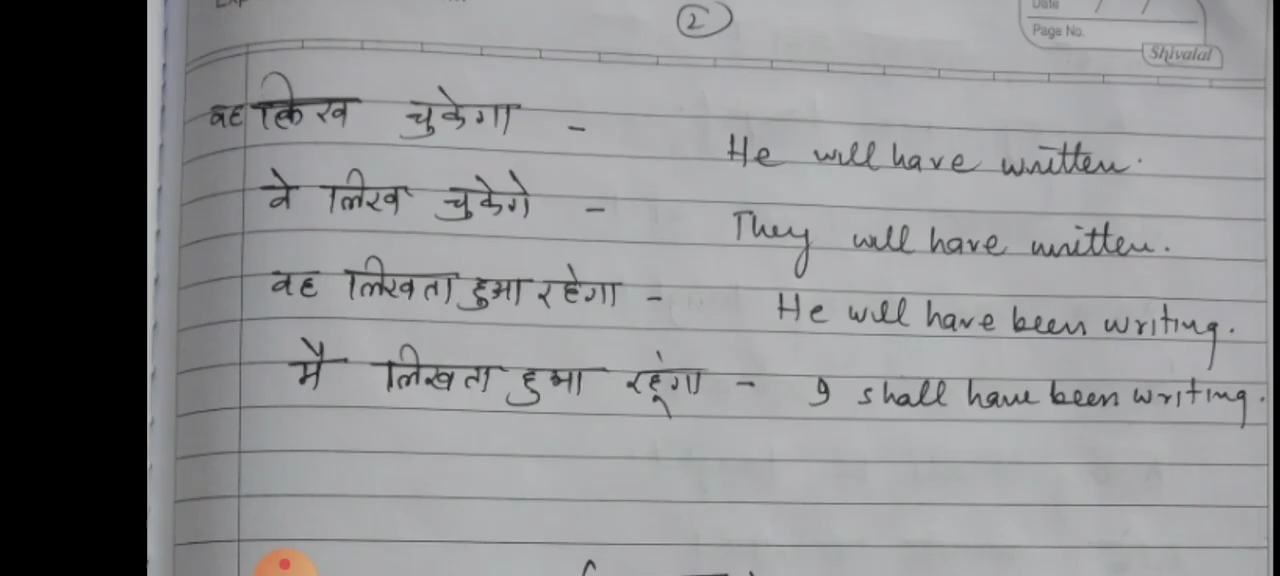 2
Date / /
Page No.
Shivalal
वह लिख चुकेगा - He will have written.
वे लिख चुकेगे - They will have written.
वह लिखता हुआ रहेगा - He will have been writing.
मै लिखता हुआ रहूंगा - I shall have been writing.